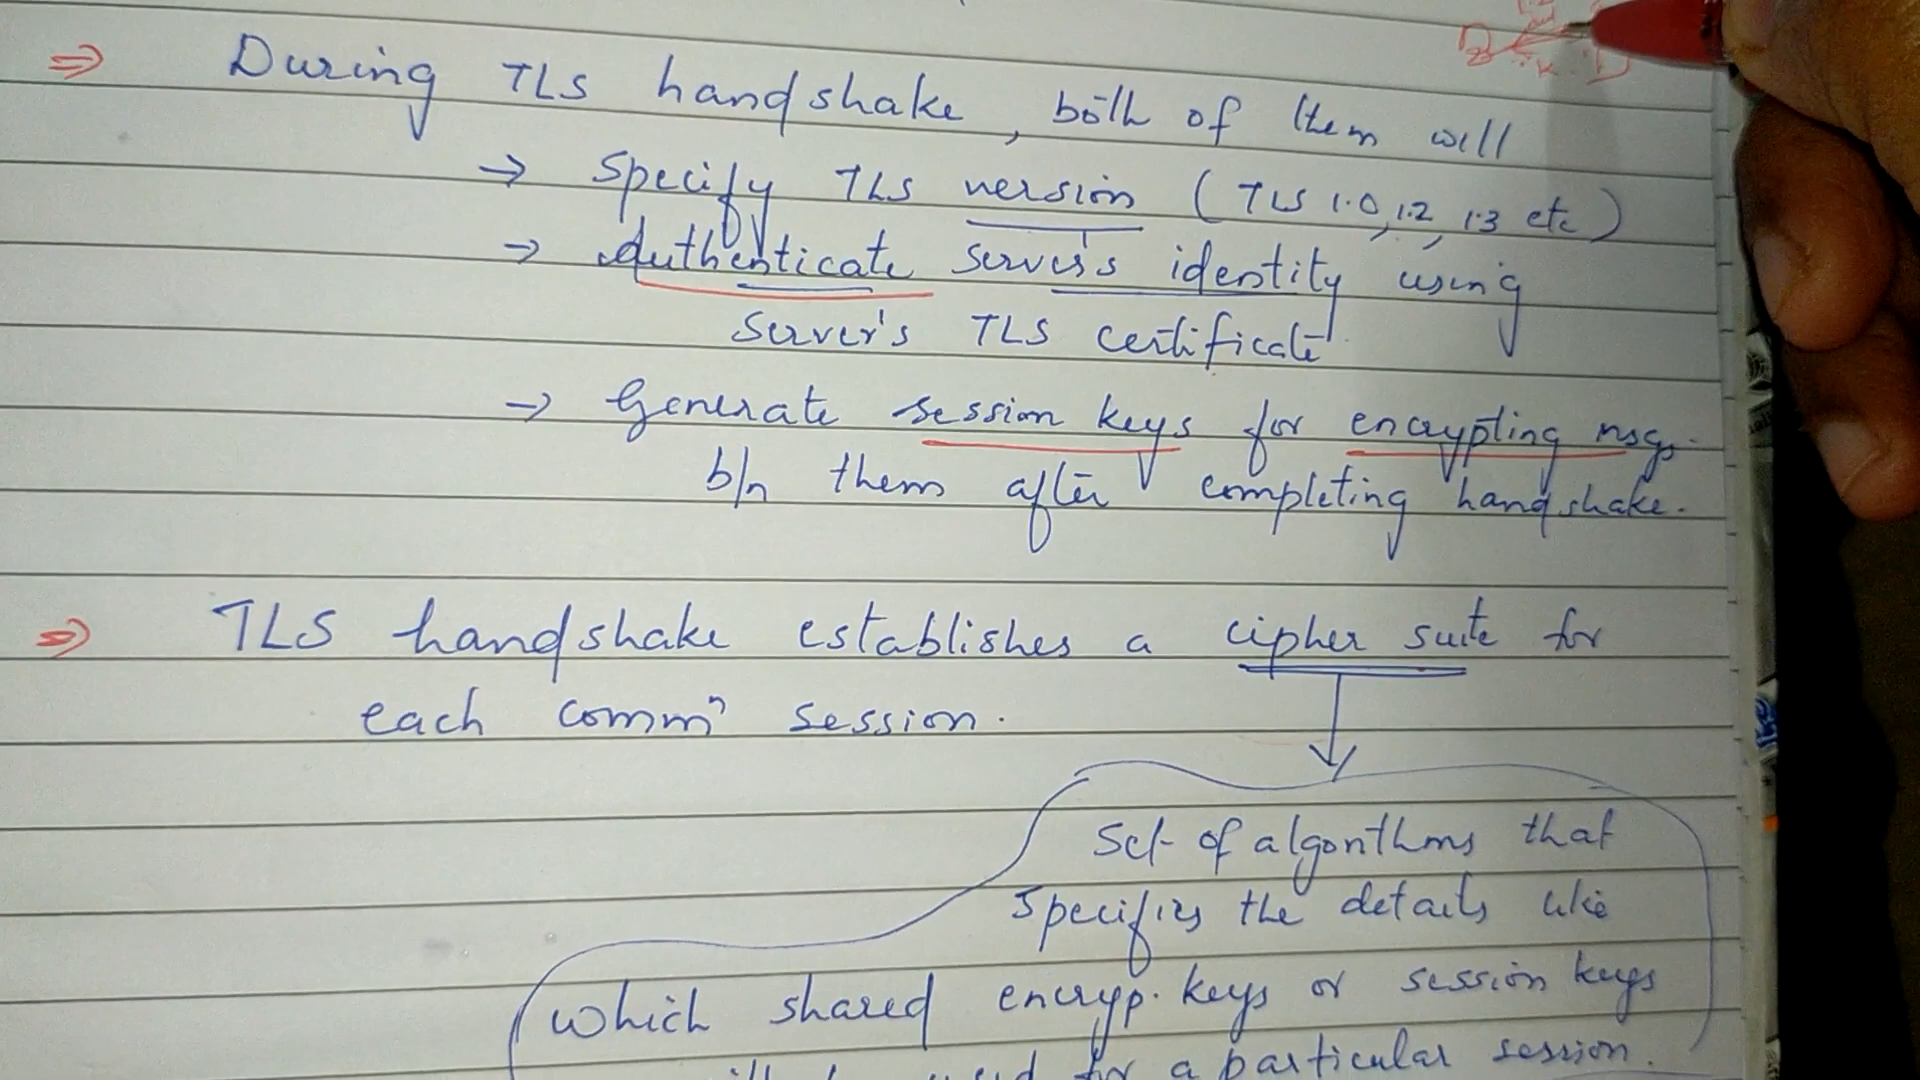 ⇒ During TLS handshake, both of them will
→ Specify TLS version (TLS 1.0, 1.2, 1.3 etc)
→ Authenticate server's identity using
server's TLS certificate
→ Generate session keys for encrypting msgs
b/n them after completing handshake.
⇒ TLS handshake establishes a cipher suite for
each commⁿ session.
Set of algorithms that
specifies the details like
which shared encryp. keys or session keys
for a particular session.